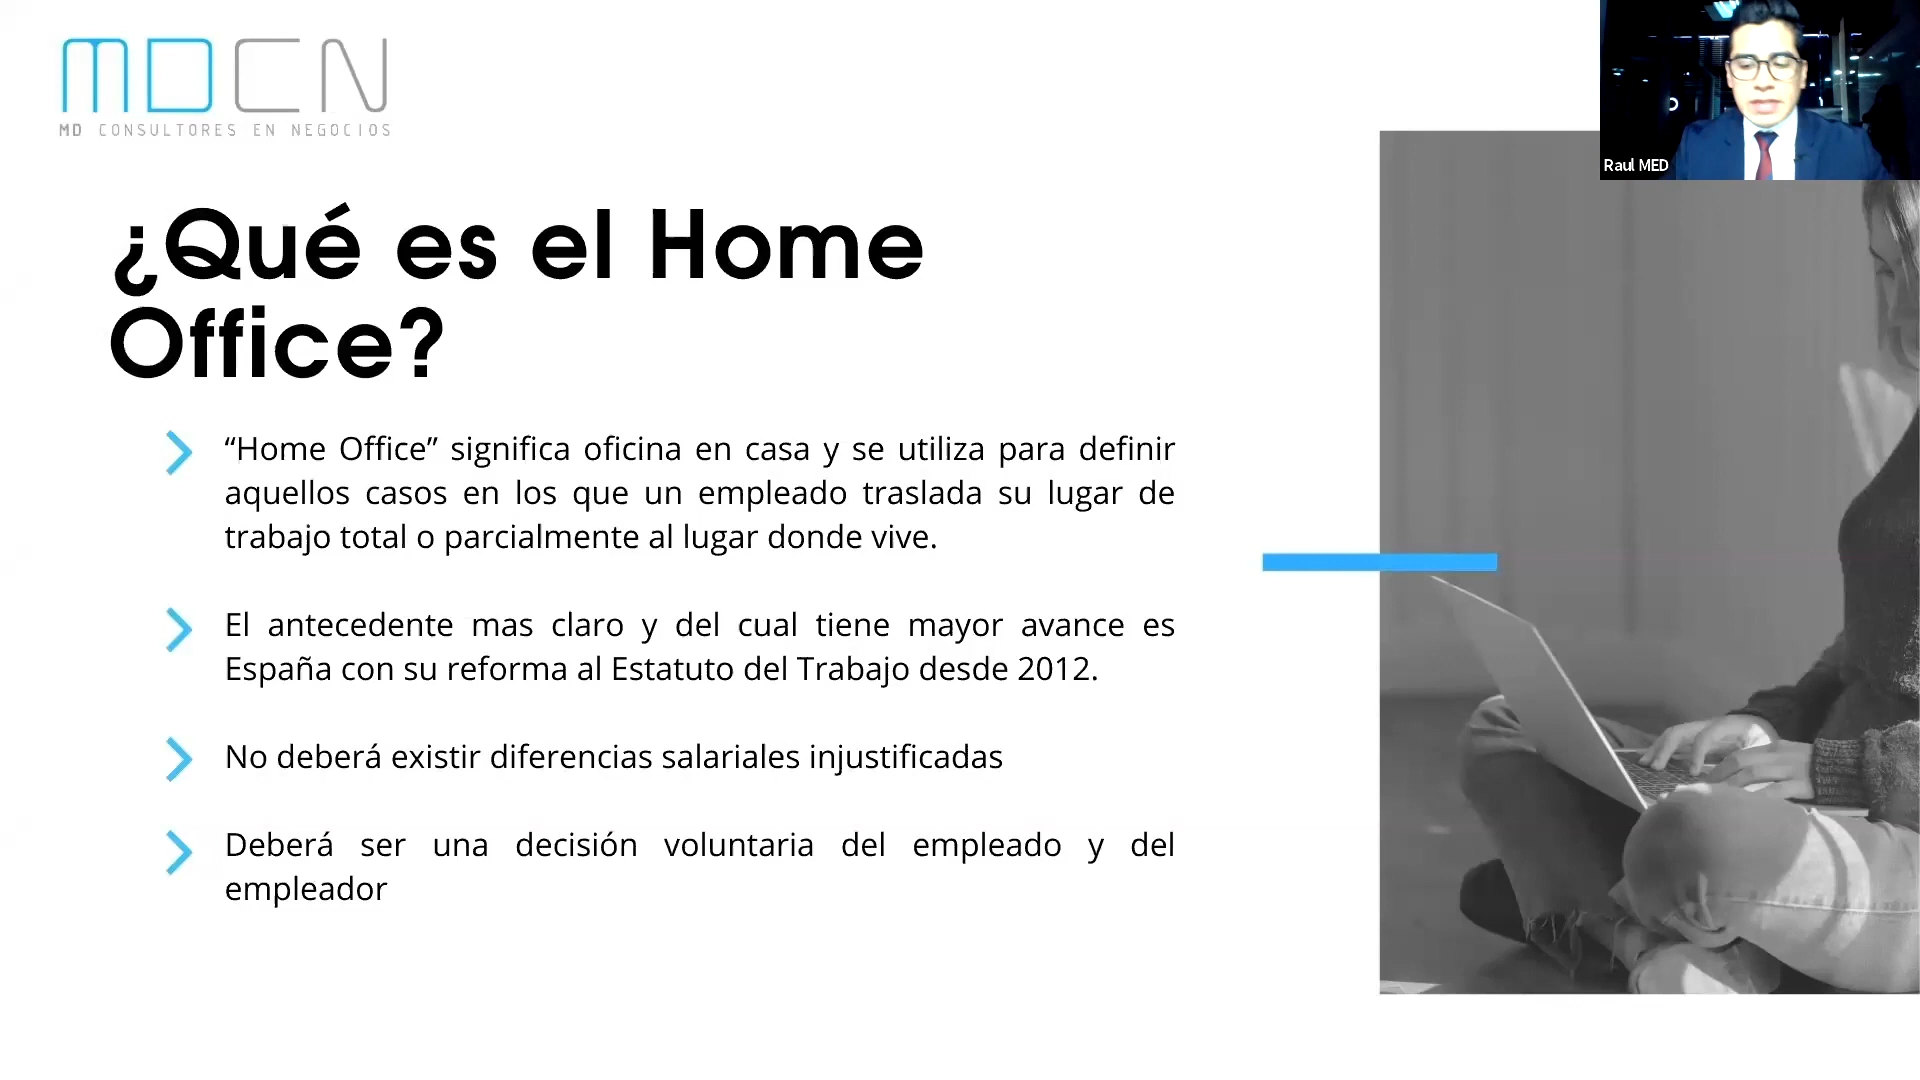 MDCN
MD CONSULTORES EN NEGOCIOS
Raul MED
¿Qué es el Home
Office?
“Home Office” significa oficina en casa y se utiliza para definir
aquellos casos en los que un empleado traslada su lugar de
trabajo total o parcialmente al lugar donde vive.
El antecedente mas claro y del cual tiene mayor avance es
España con su reforma al Estatuto del Trabajo desde 2012.
No deberá existir diferencias salariales injustificadas
Deberá ser una decisión voluntaria del empleado y del
empleador